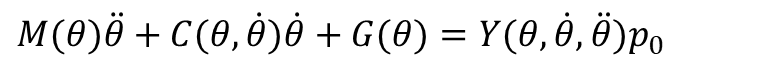 M(θ)θ̈ + C(θ, θ̇)θ̇ + G(θ) = Y(θ, θ̇, θ̈)p₀